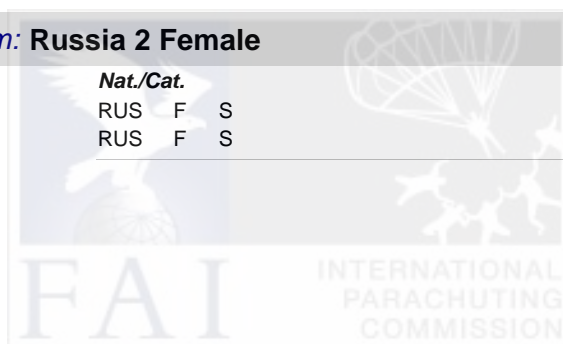 m: Russia 2 Female
Nat./Cat.
RUS F S
RUS F S
FAI
INTERNATIONAL
PARACHUTING
COMMISSION